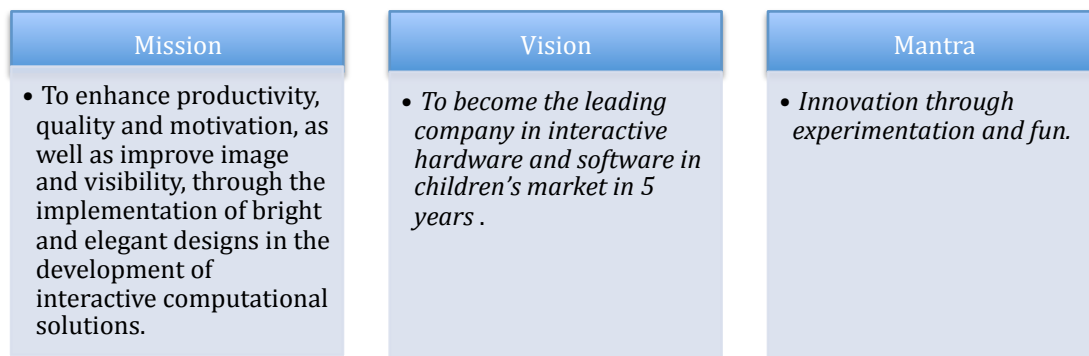 Mission
• To enhance productivity,
quality and motivation, as
well as improve image
and visibility, through the
implementation of bright
and elegant designs in the
development of
interactive computational
solutions.
Vision
• To become the leading
company in interactive
hardware and software in
children's market in 5
years .
Mantra
• Innovation through
experimentation and fun.